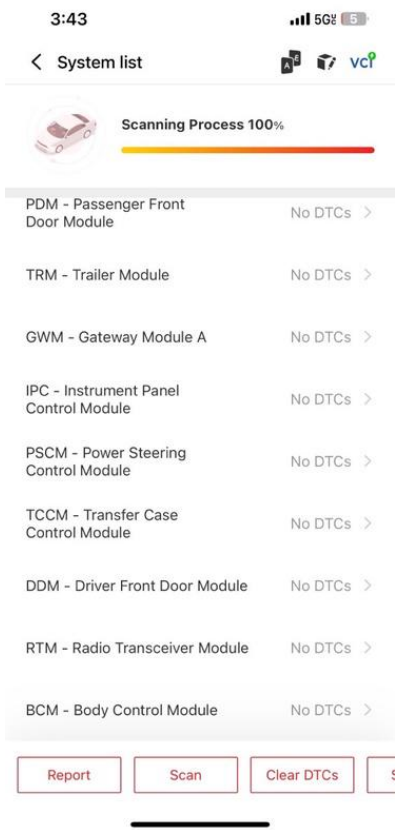 3:43
5G 5
System list
A E
vci
Scanning Process 100%
PDM - Passenger Front
Door Module
No DTCs
TRM - Trailer Module
No DTCs
GWM - Gateway Module A
No DTCs
IPC - Instrument Panel
Control Module
No DTCs
PSCM - Power Steering
Control Module
No DTCs
TCCM - Transfer Case
Control Module
No DTCs
DDM - Driver Front Door Module
No DTCs
RTM - Radio Transceiver Module
No DTCs
BCM - Body Control Module
No DTCs
Report
Scan
Clear DTCs